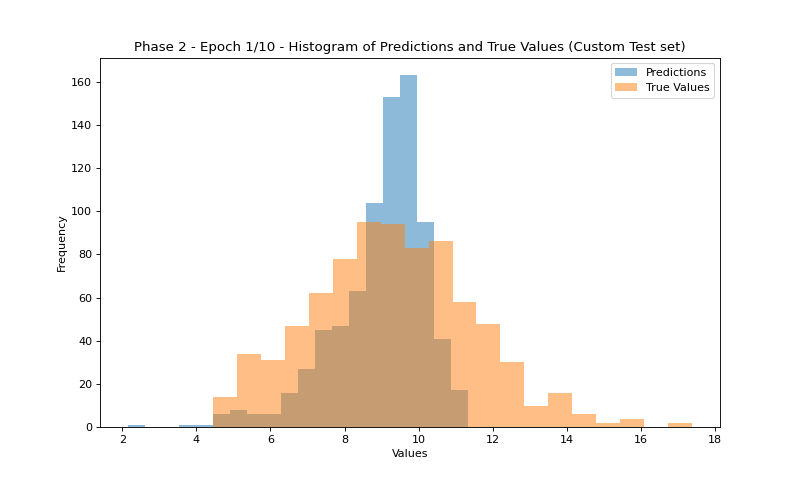 Phase 2 - Epoch 1/10 - Histogram of Predictions and True Values (Custom Test set)
Predictions
True Values
Frequency
160
140
120
100
80
60
40
20
0
2 4 6 8 10 12 14 16 18
Values